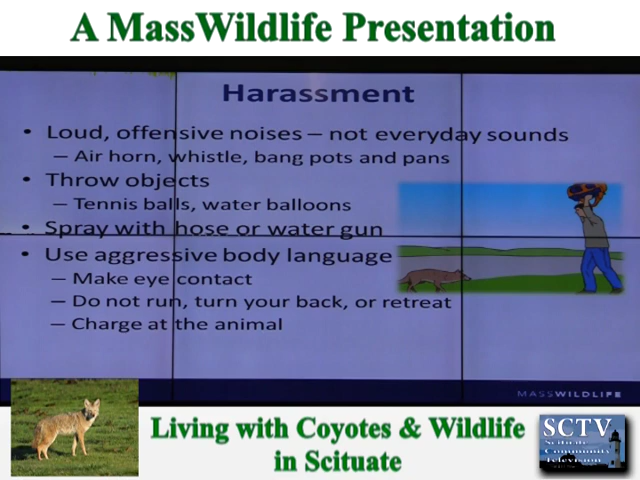 A MassWildlife Presentation
Harassment
• Loud, offensive noises – not everyday sounds
– Air horn, whistle, bang pots and pans
• Throw objects
– Tennis balls, water balloons
• Spray with hose or water gun
• Use aggressive body language
– Make eye contact
– Do not run, turn your back, or retreat
– Charge at the animal
MASSWILDLIFE
Living with Coyotes & Wildlife
in Scituate
SCTV
Scituate
Community
Television